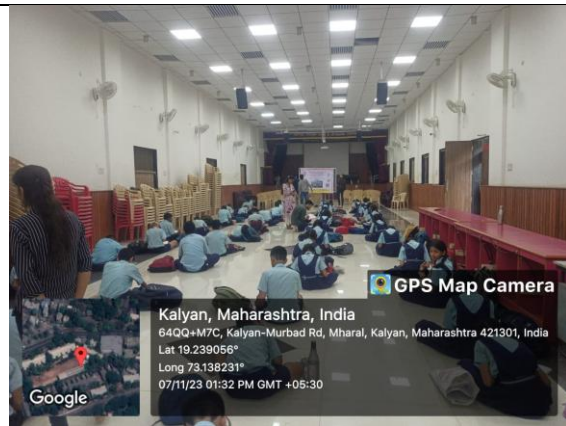 GPS Map Camera
Kalyan, Maharashtra, India
64QQ+M7C, Kalyan-Murbad Rd, Mharal, Kalyan, Maharashtra 421301, India
Lat 19.239056°
Long 73.138231°
07/11/23 01:32 PM GMT +05:30
Google